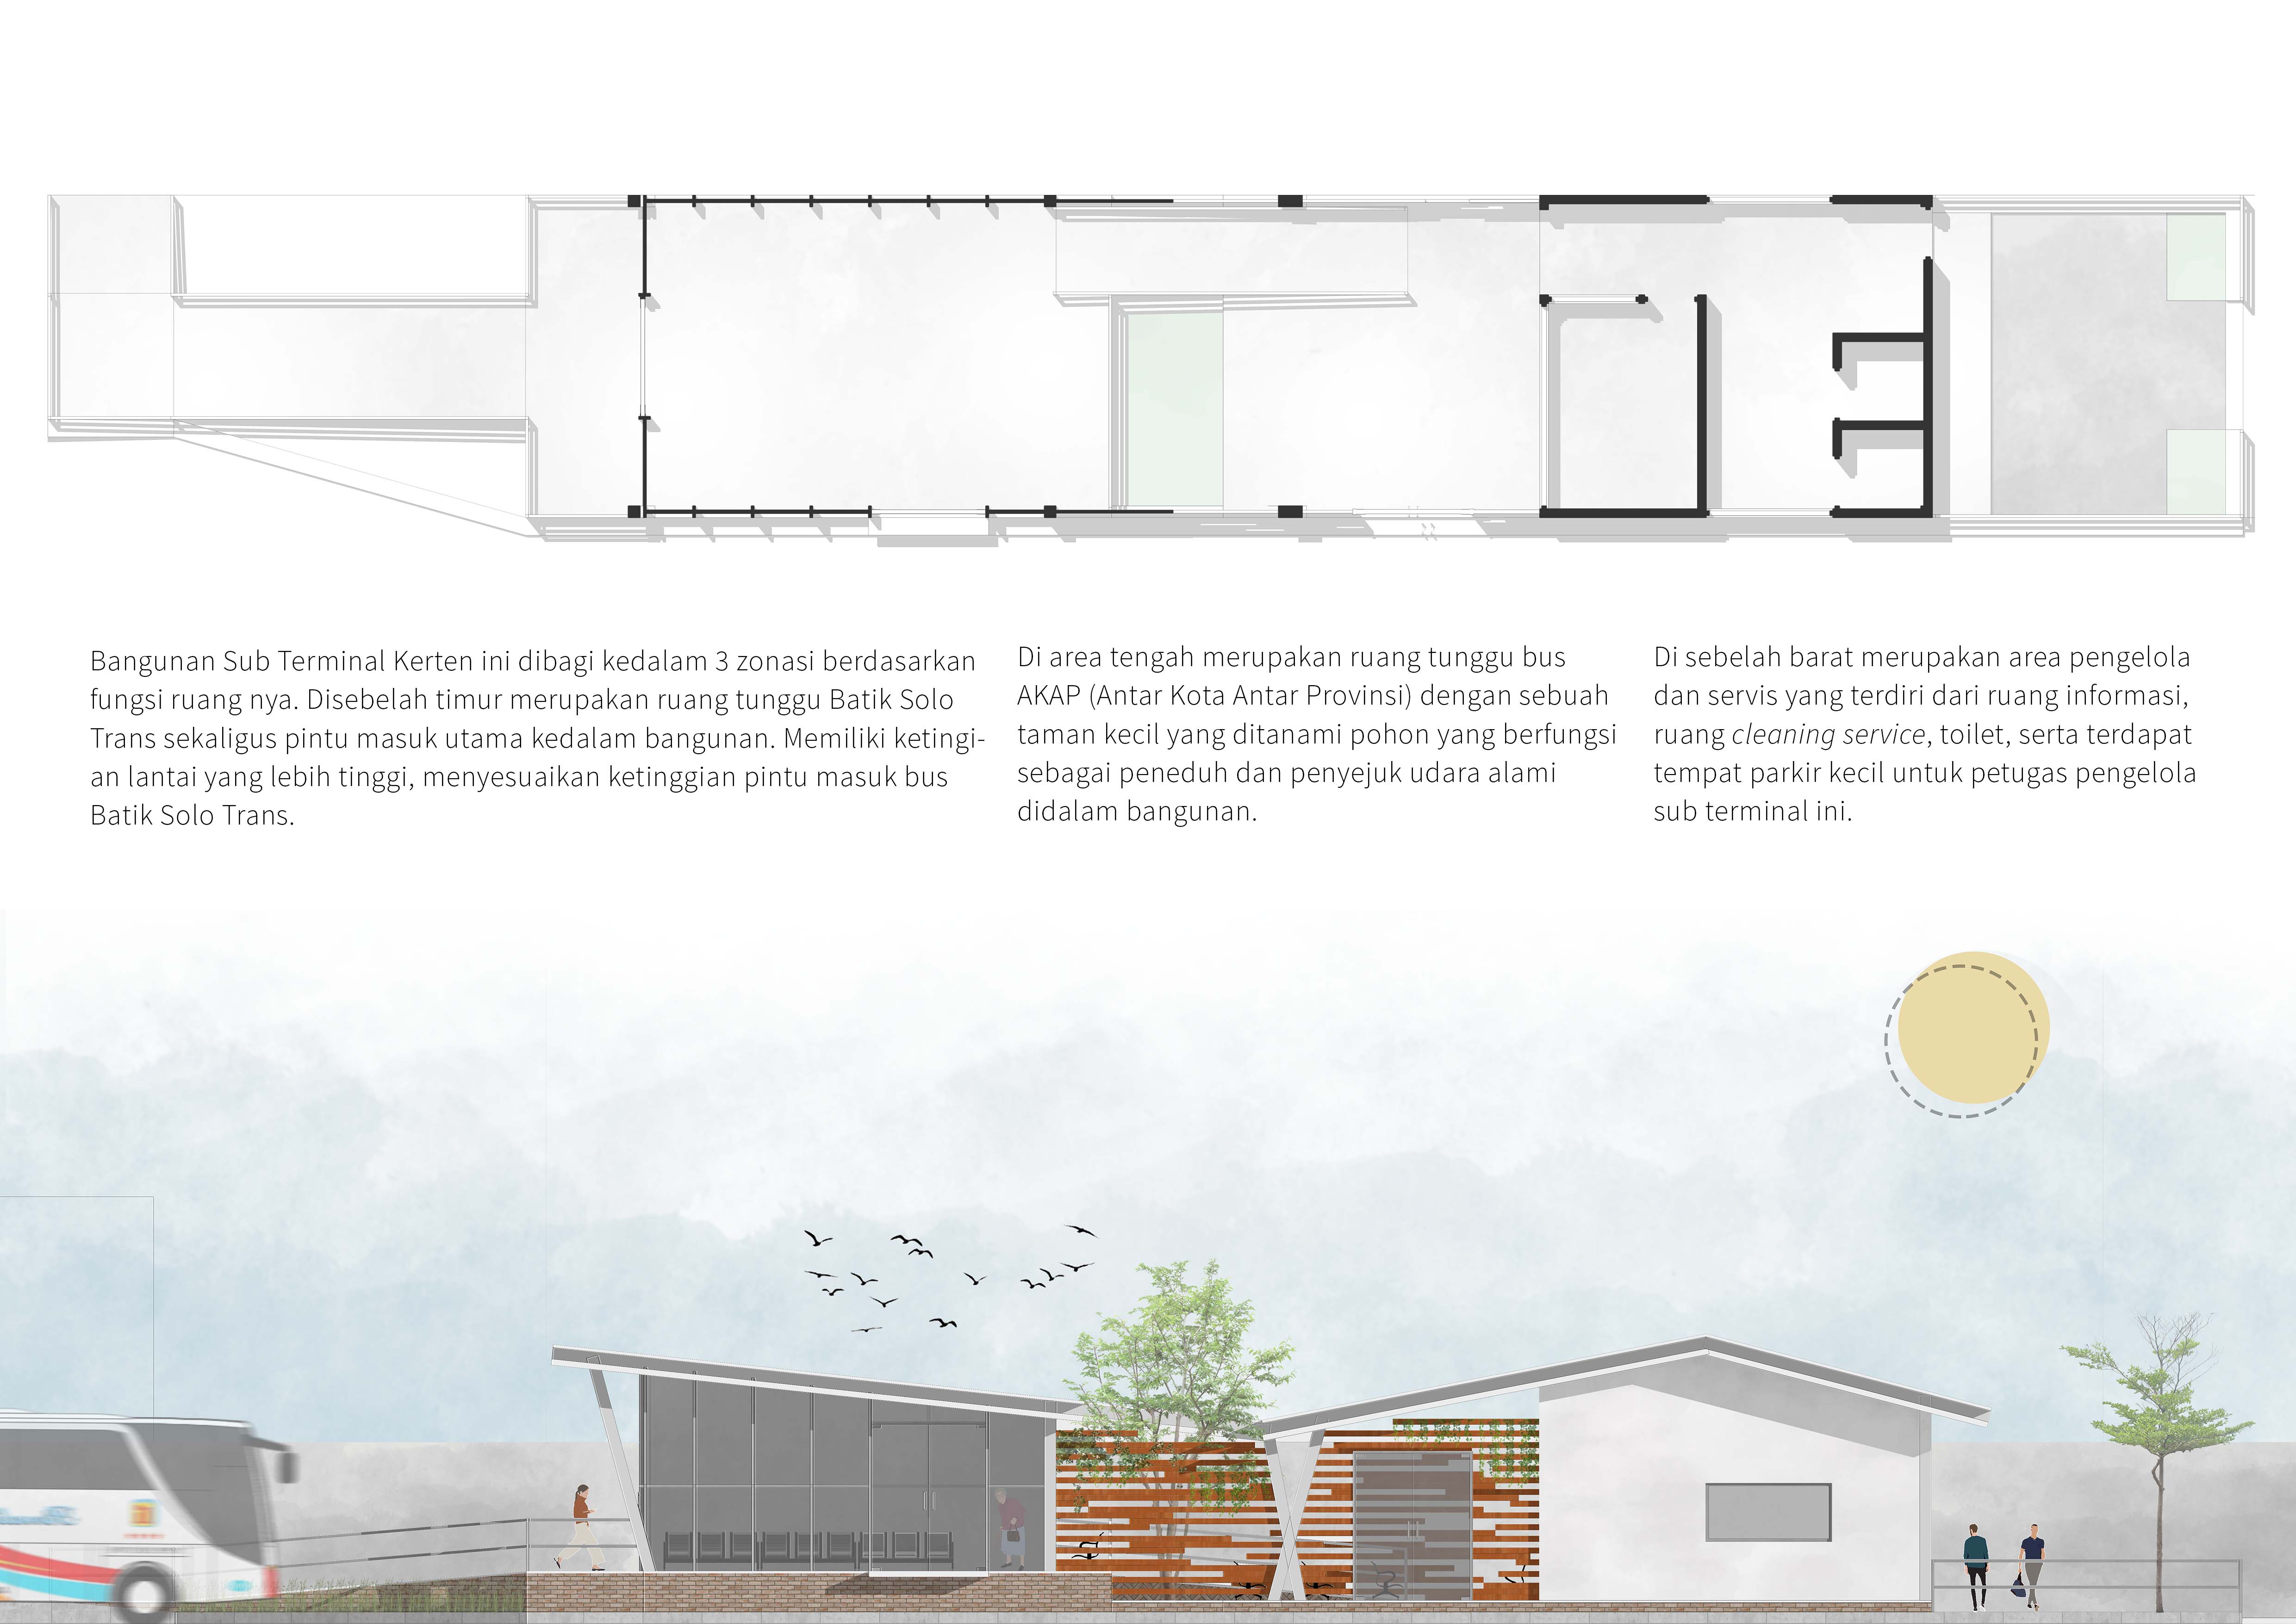 Bangunan Sub Terminal Kerten ini dibagi kedalam 3 zonasi berdasarkan
fungsi ruang nya. Disebelah timur merupakan ruang tunggu Batik Solo
Trans sekaligus pintu masuk utama kedalam bangunan. Memiliki ketingi-
an lantai yang lebih tinggi, menyesuaikan ketinggian pintu masuk bus
Batik Solo Trans.
Di area tengah merupakan ruang tunggu bus
AKAP (Antar Kota Antar Provinsi) dengan sebuah
taman kecil yang ditanami pohon yang berfungsi
sebagai peneduh dan penyejuk udara alami
didalam bangunan.
Di sebelah barat merupakan area pengelola
dan servis yang terdiri dari ruang informasi,
ruang cleaning service, toilet, serta terdapat
tempat parkir kecil untuk petugas pengelola
sub terminal ini.